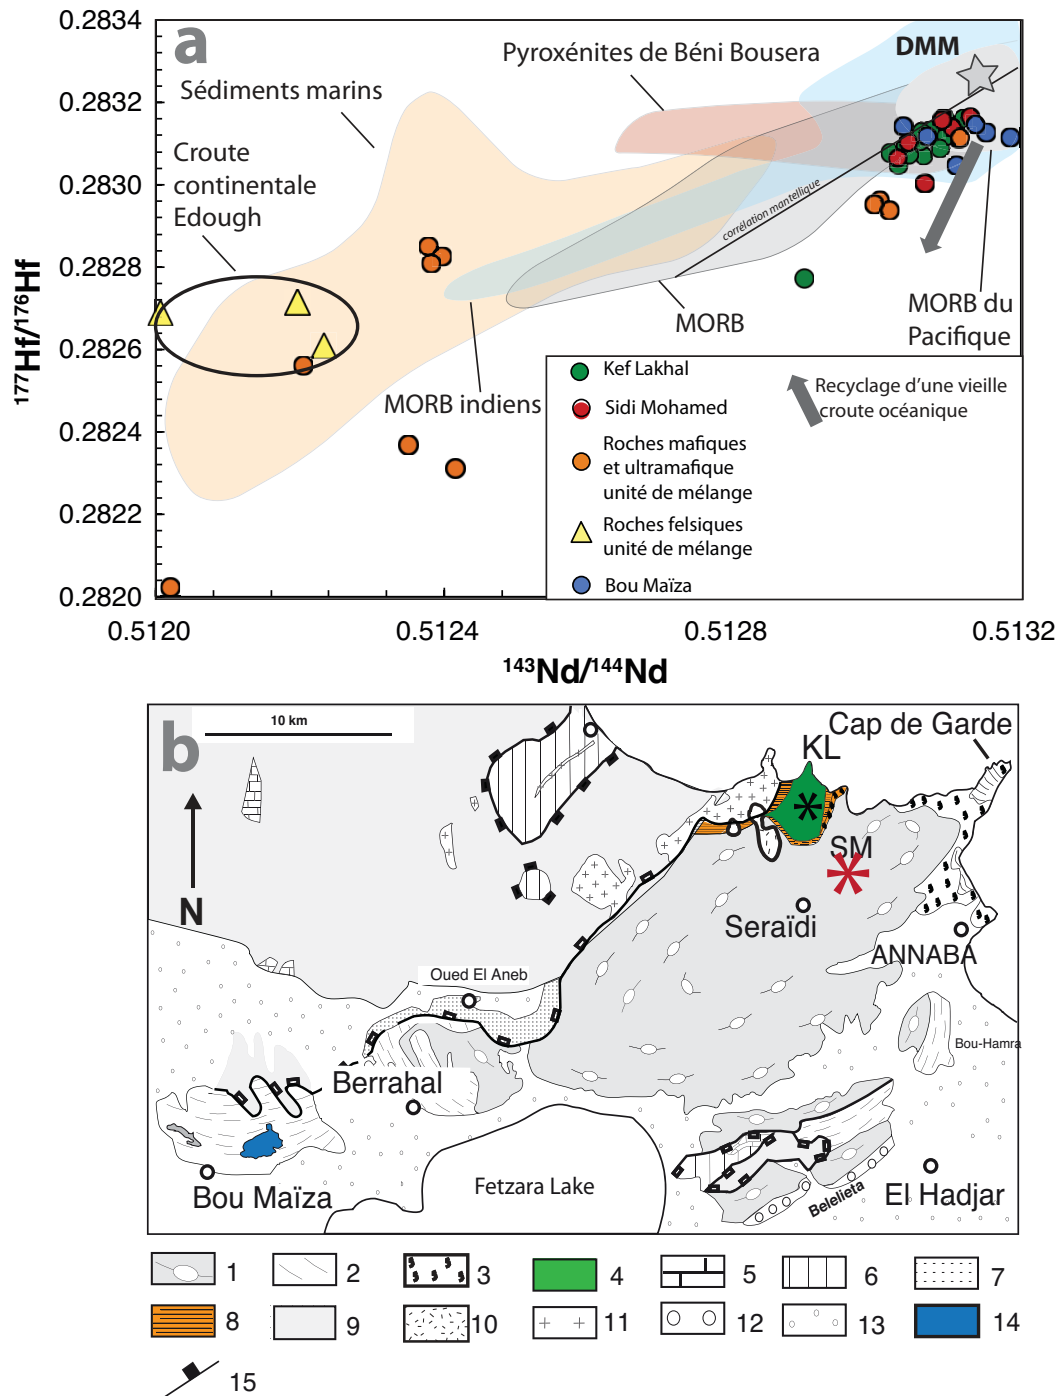 a
0.2834
0.2832
0.2830
0.2828
0.2826
0.2824
0.2822
0.2820
177Hf/176Hf
0.5120
0.5124
0.5128
0.5132
143Nd/144Nd
Pyroxénites de Béni Bousera
DMM
Sédiments marins
Croute
continentale
Edough
corrélation mantellique
MORB
MORB du
Pacifique
MORB indiens
Kef Lakhal
Sidi Mohamed
Roches mafiques
et ultramafique
unité de mélange
Roches felsiques
unité de mélange
Bou Maïza
Recyclage d'une vieille
croute océanique
b
10 km
N
Cap de Garde
KL
SM
Seraïdi
ANNABA
Oued El Aneb
Bou-Hamra
Berrahal
Bou Maïza
Fetzara Lake
Belelieta
El Hadjar
1
2
3
4
5
6
7
8
9
10
11
12
13
14
15